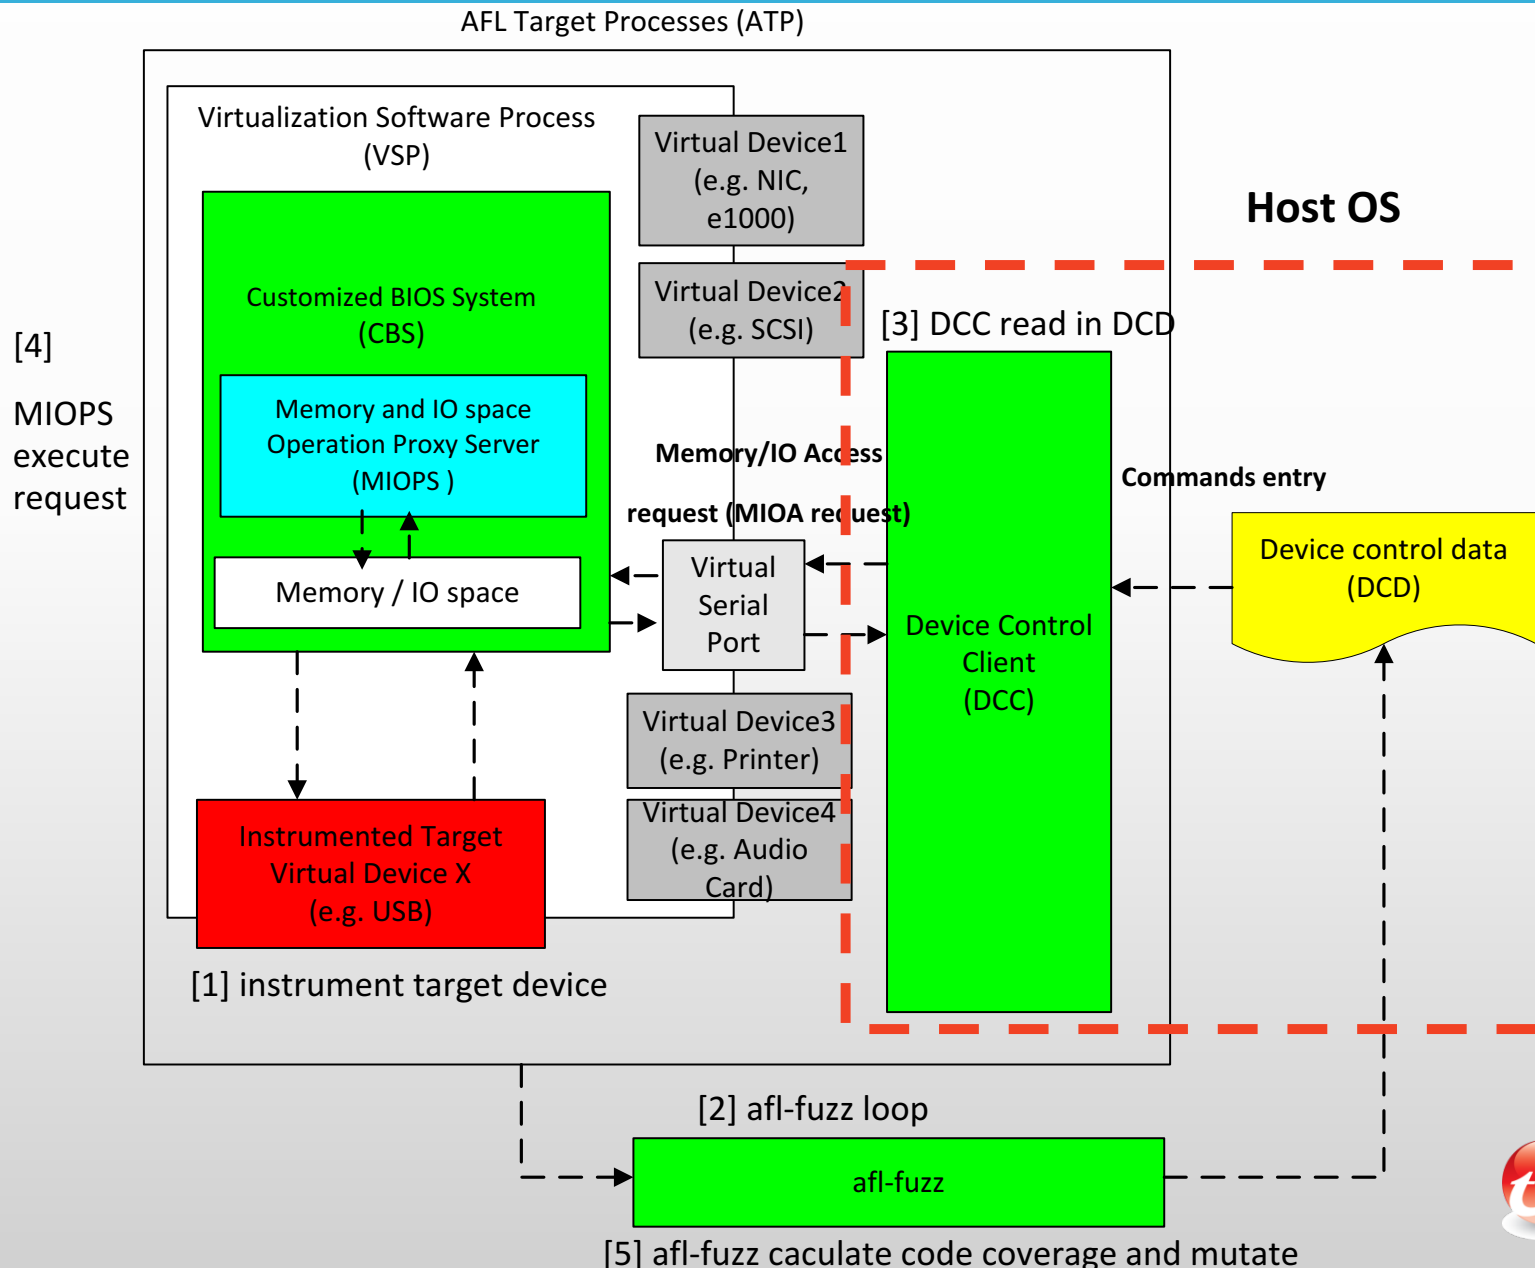 AFL Target Processes (ATP)
Virtualization Software Process
(VSP)
Virtual Device1
(e.g. NIC,
e1000)
Host OS
Customized BIOS System
(CBS)
Virtual Device2
(e.g. SCSI)
[3] DCC read in DCD
[4]
MIOPS
execute
request
Memory and IO space
Operation Proxy Server
(MIOPS )
Memory/IO Access
request (MIOA request)
Commands entry
Memory / IO space
Virtual
Serial
Port
Device Control
Client
(DCC)
Device control data
(DCD)
Virtual Device3
(e.g. Printer)
Virtual Device4
(e.g. Audio
Card)
Instrumented Target
Virtual Device X
(e.g. USB)
[1] instrument target device
[2] afl-fuzz loop
afl-fuzz
[5] afl-fuzz caculate code coverage and mutate